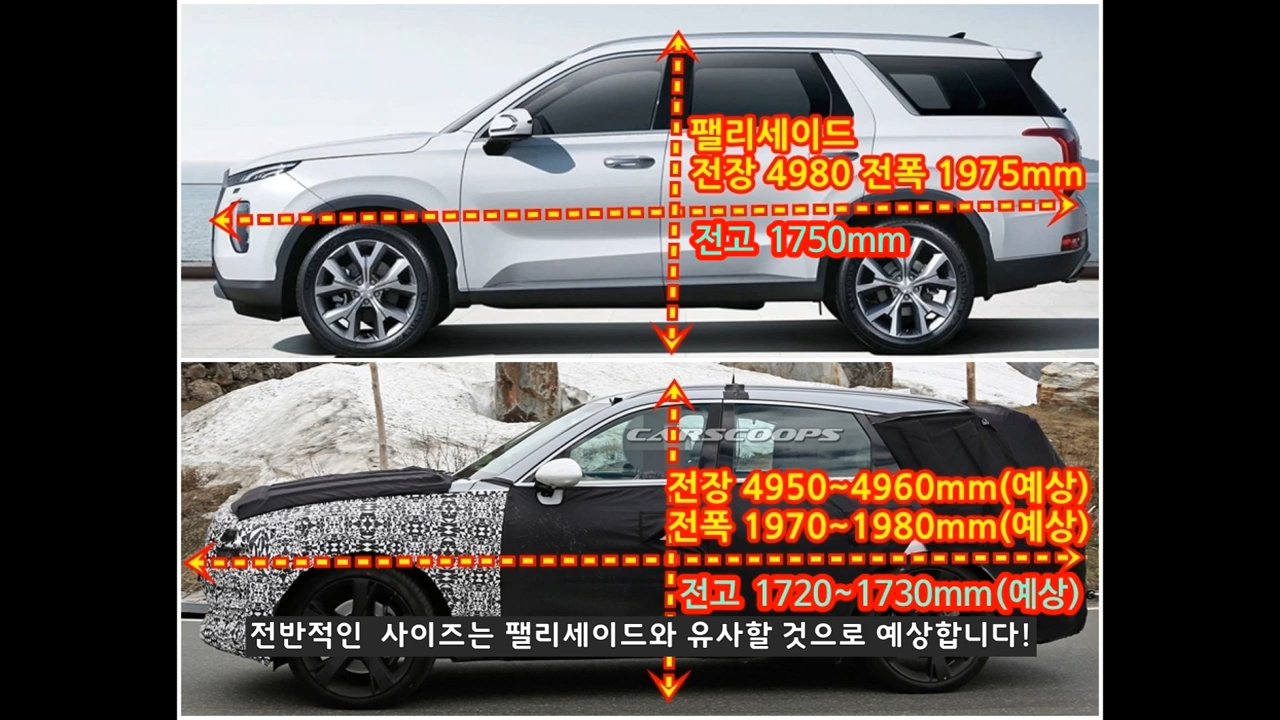 팰리세이드
전장 4980 전폭 1975mm
전고 1750mm
CARSCOOPS
전장 4950~4960mm(예상)
전폭 1970~1980mm(예상)
전고 1720~1730mm(예상)
전반적인 사이즈는 팰리세이드와 유사할 것으로 예상합니다!